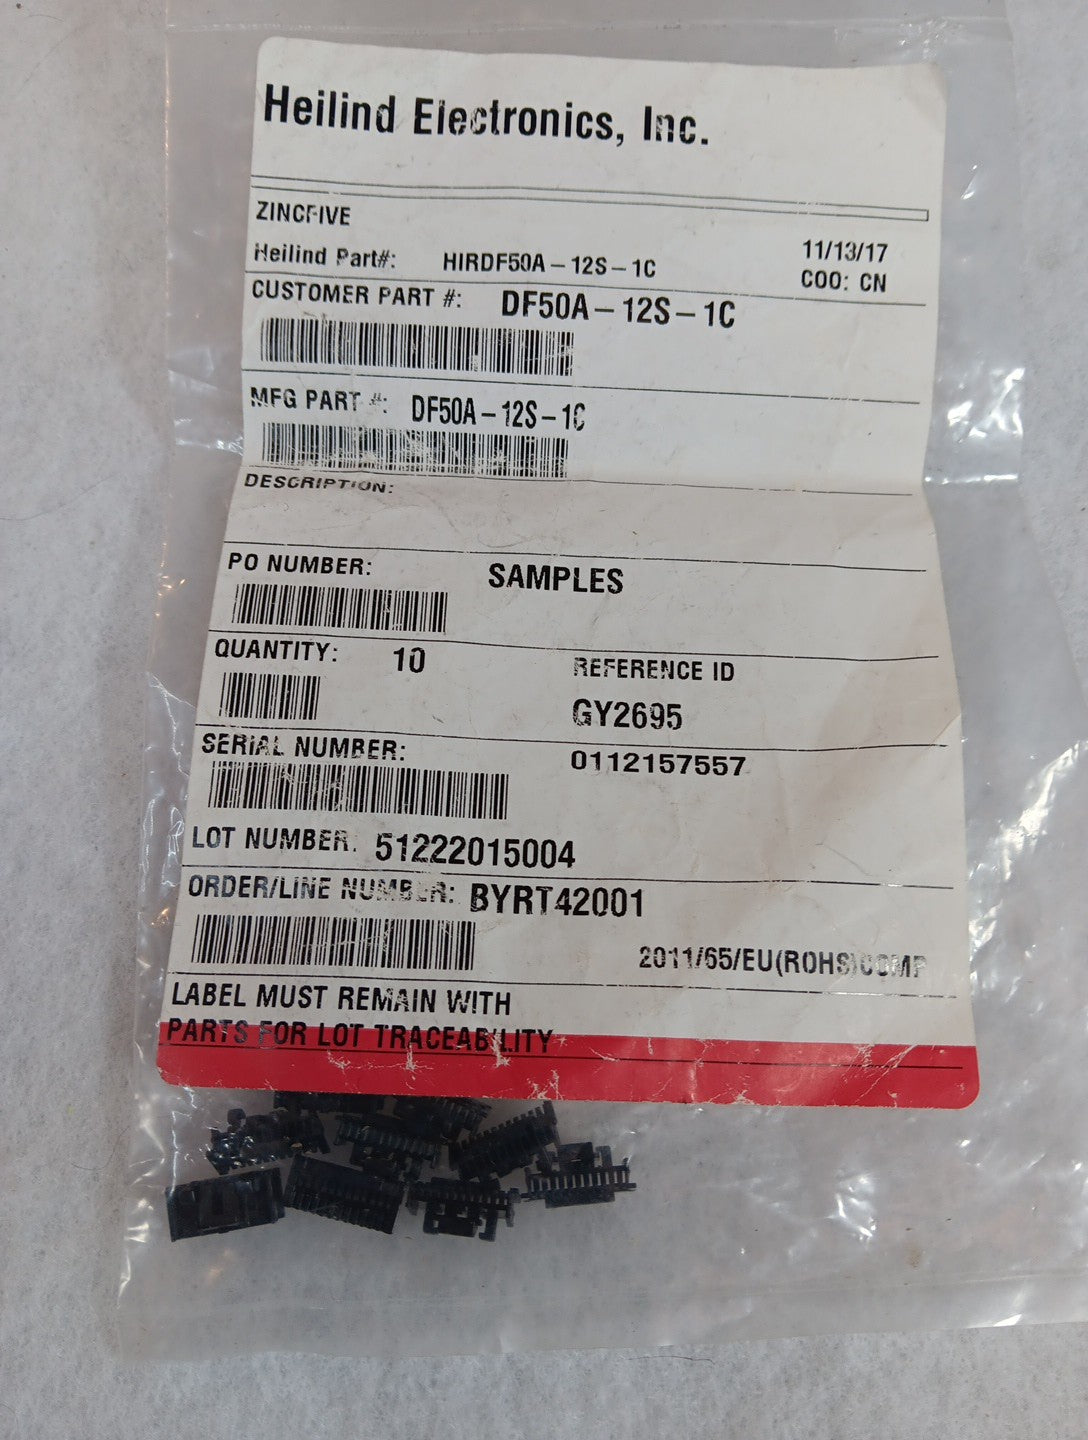 Heilind Electronics, Inc.
ZINCFIVE
Heilind Part#: HIRDF50A-12S-1C 11/13/17
COO: CN
CUSTOMER PART #: DF50A-12S-1C
MFG PART #: DF50A-12S-1C
DESCRIPTION:
PO NUMBER: SAMPLES
QUANTITY: 10 REFERENCE ID
GY2695
SERIAL NUMBER: 0112157557
LOT NUMBER: 51222015004
ORDER/LINE NUMBER: BYRT42001
2011/65/EU(ROHS)COMP
LABEL MUST REMAIN WITH
PARTS FOR LOT TRACEABILITY